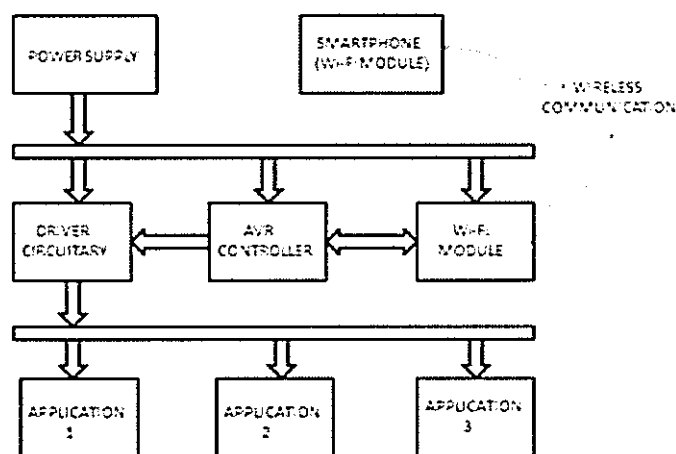 POWER SUPPLY
SMARTPHONE
(WI-FI MODULE)
WIRELESS
COMMUNICATION
DRIVER
CIRCUITARY
AVR
CONTROLLER
WI-FI
MODULE
APPLICATION
1
APPLICATION
2
APPLICATION
3